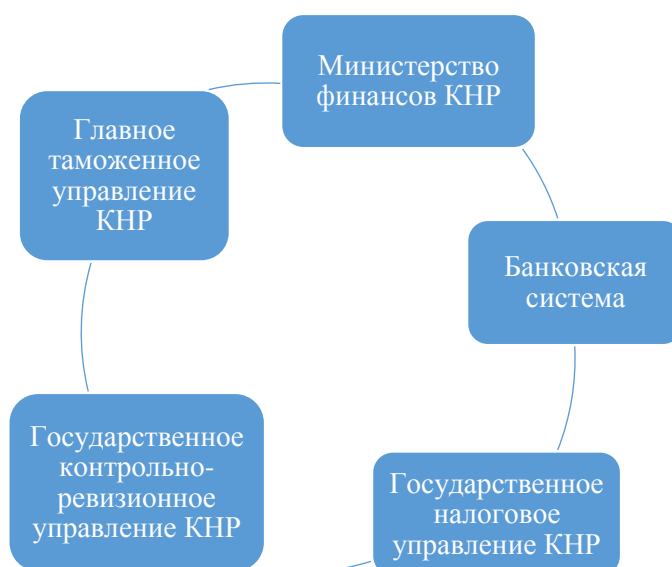 Министерство
финансов КНР
Главное
таможенное
управление
КНР
Банковская
система
Государственное
контрольно-
ревизионное
управление КНР
Государственное
налоговое
управление КНР